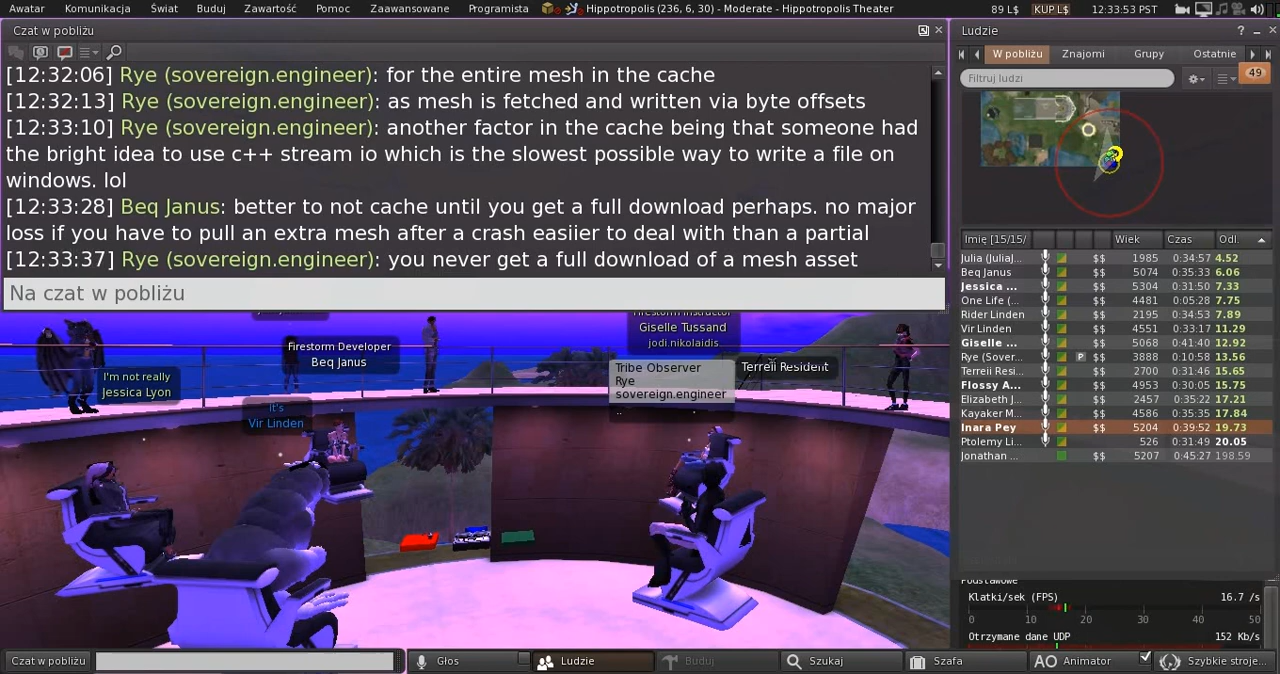 Awatar Komunikacja Świat Buduj Zawartość Pomoc Zaawansowane Programista Hippotropolis (236, 6, 30) - Moderate - Hippotropolis Theater 89 L$ KUP L$ 12:33:53 PST
Czat w pobliżu
[12:32:06] Rye (sovereign.engineer): for the entire mesh in the cache
[12:32:13] Rye (sovereign.engineer): as mesh is fetched and written via byte offsets
[12:33:10] Rye (sovereign.engineer): another factor in the cache being that someone had
the bright idea to use c++ stream io which is the slowest possible way to write a file on
windows. lol
[12:33:28] Beq Janus: better to not cache until you get a full download perhaps. no major
loss if you have to pull an extra mesh after a crash easiier to deal with than a partial
[12:33:37] Rye (sovereign.engineer): you never get a full download of a mesh asset
Na czat w pobliżu
Firestorm Instructor
Giselle Tussand
jodi.nikolaidis
Firestorm Developer
Beq Janus
I'm not really
Jessica Lyon
It's
Vir Linden
Tribe Observer
Rye
sovereign.engineer
Terreii Resident
Ludzie
W pobliżu Znajomi Grupy Ostatnie
Filtruj ludzi
49
Imię [15/15/ Wiek Czas Odl.
Julia (JuliaJ... $$ 1985 0:34:57 4.52
Beq Janus $$ 5074 0:35:33 6.06
Jessica ... $$ 5304 0:31:50 7.33
One Life (... $$ 4481 0:05:28 7.75
Rider Linden $$ 2195 0:34:53 7.89
Vir Linden $$ 4551 0:33:17 11.29
Giselle ... $$ 5068 0:41:40 12.92
Rye (Sover... P $$ 3888 0:10:58 13.56
Terreii Resi... $$ 2700 0:31:46 15.65
Flossy A... $$ 4953 0:30:05 15.75
Elizabeth J... $$ 2457 0:35:22 17.21
Kayaker M... $$ 4586 0:35:35 17.84
Inara Pey $$ 5204 0:39:52 19.73
Ptolemy Li... 526 0:31:49 20.05
Jonathan ... $$ 5207 0:45:27 198.59
Podstawowe
Klatki/sek (FPS) 16.7 /s
0 10 20 30 40 50
Otrzymane dane UDP 152 Kb/s
Czat w pobliżu Głos Ludzie Buduj Szukaj Szafa AO Animator Szybkie stroje...